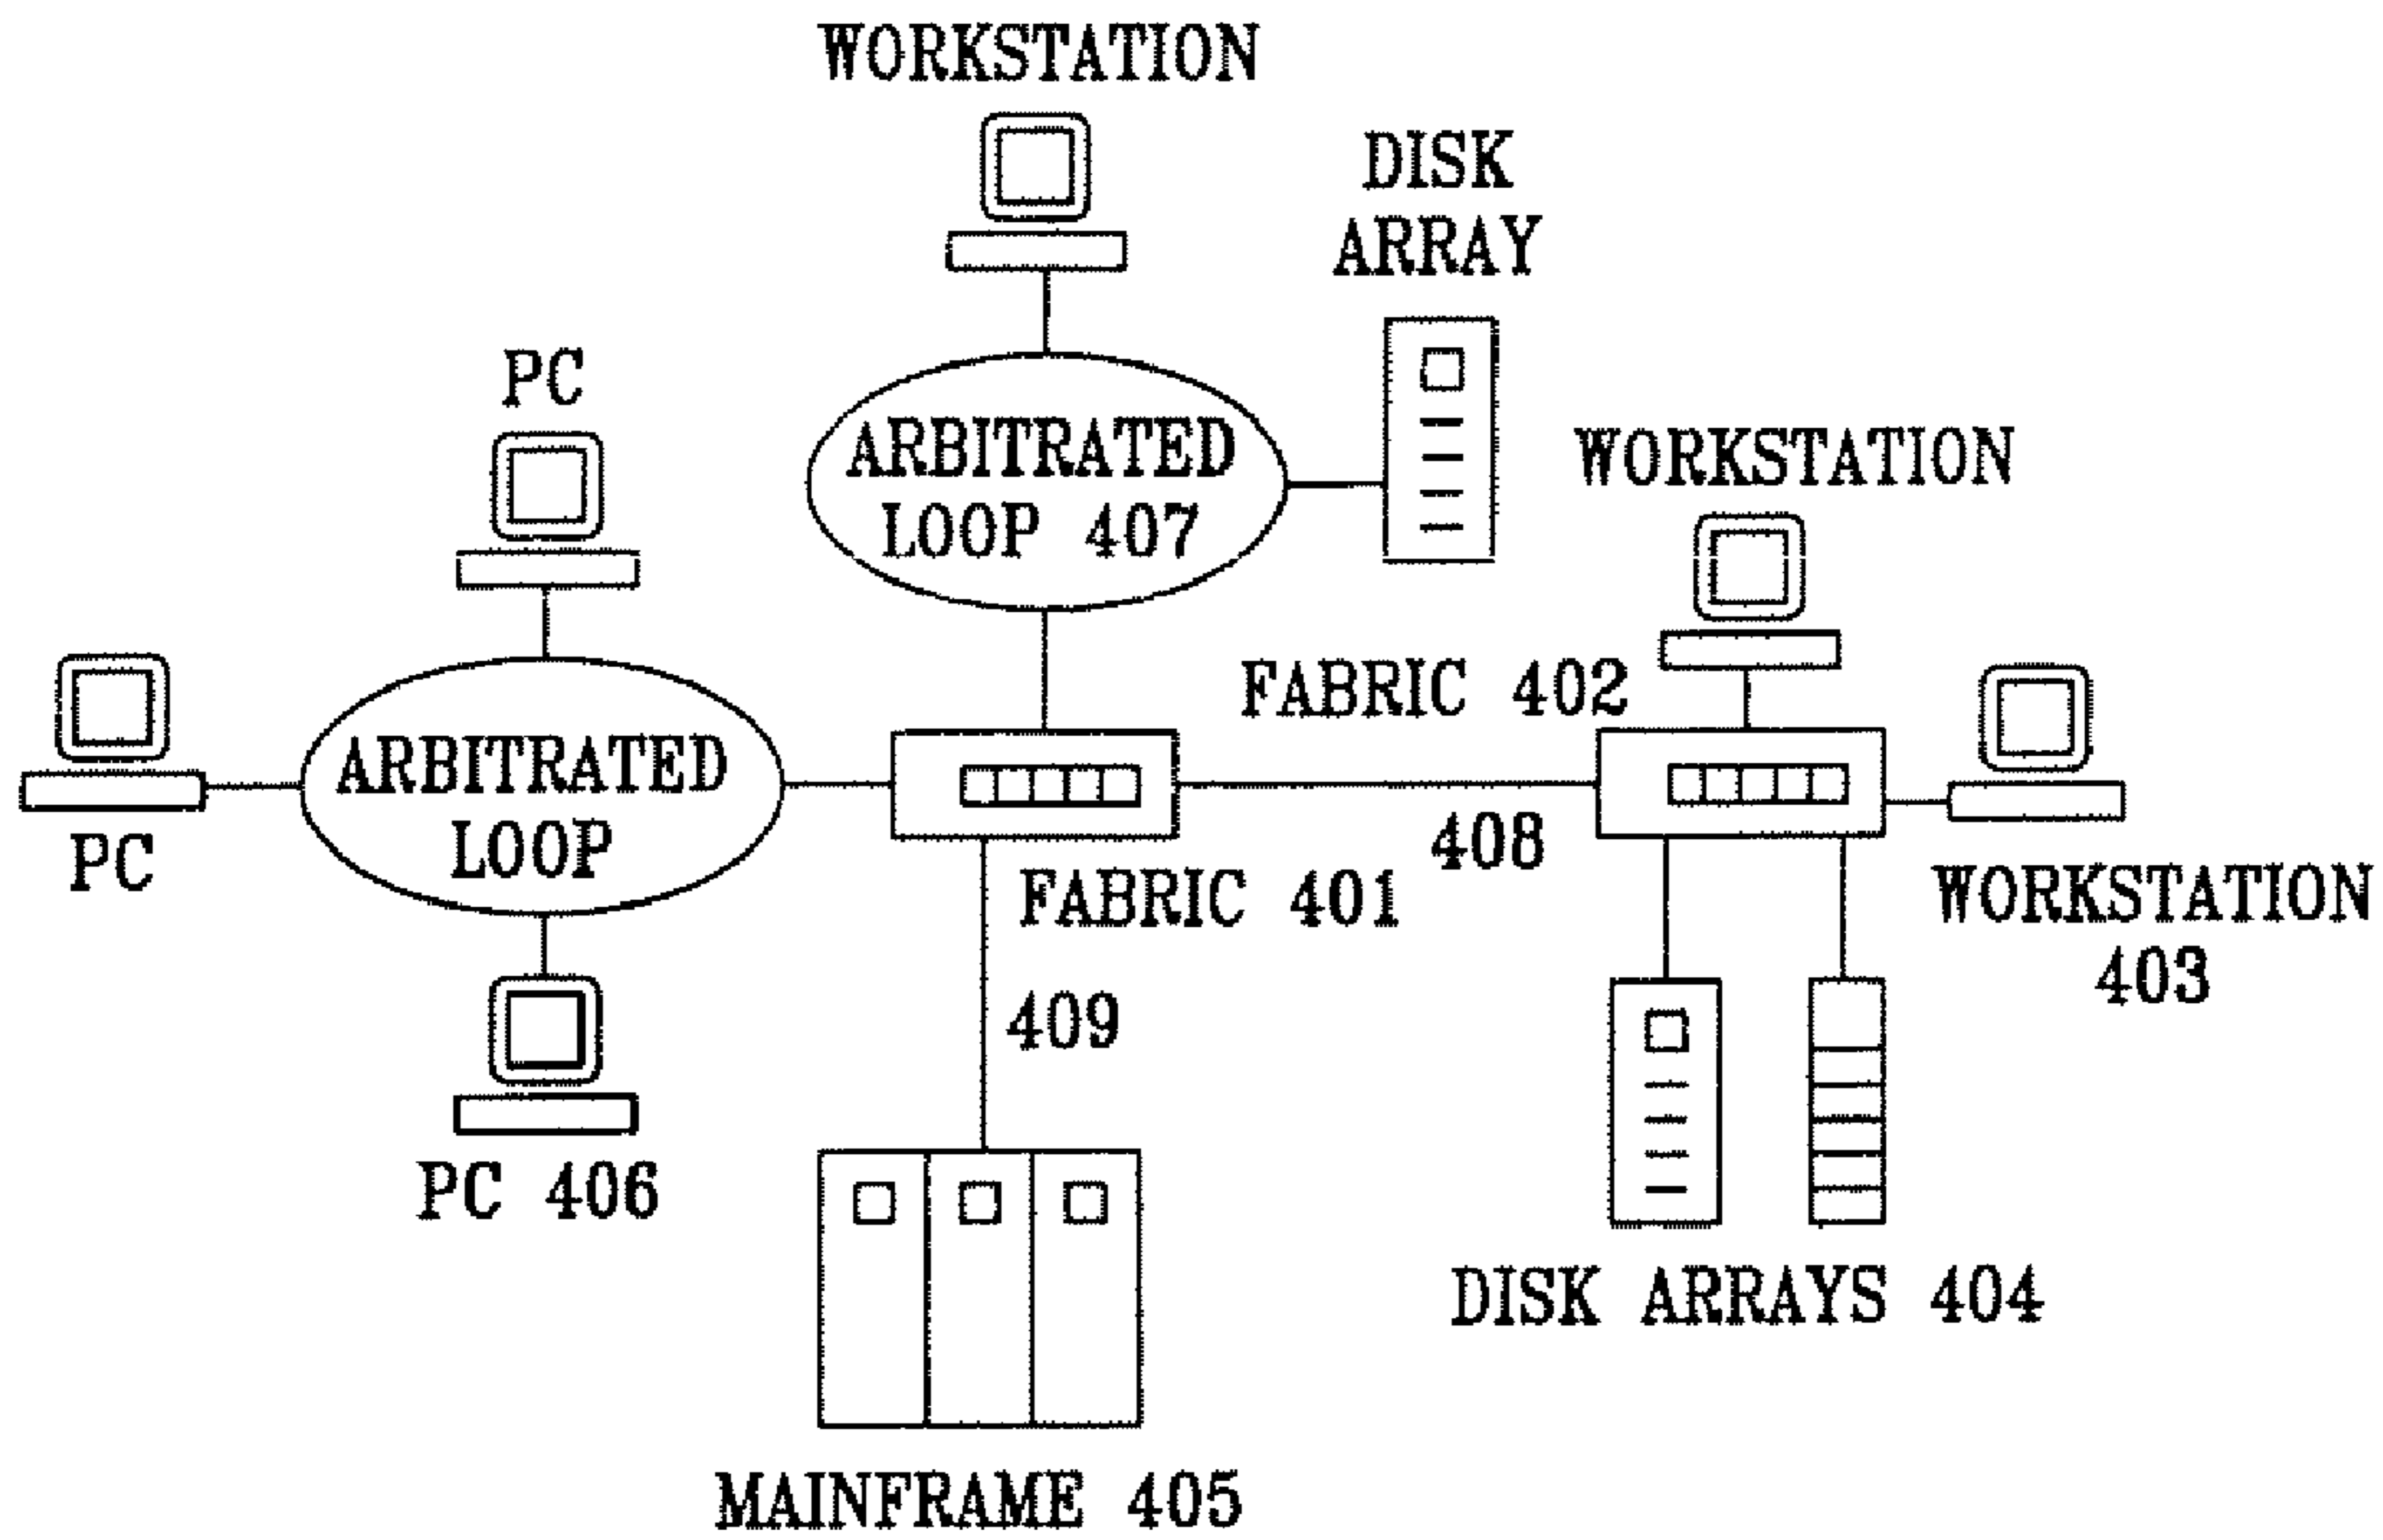 WORKSTATION
DISK
ARRAY
PC
ARBITRATED
LOOP 407
WORKSTATION
FABRIC 402
ARBITRATED
LOOP
PC
408
FABRIC 401
WORKSTATION
403
409
PC 406
DISK ARRAYS 404
MAINFRAME 405